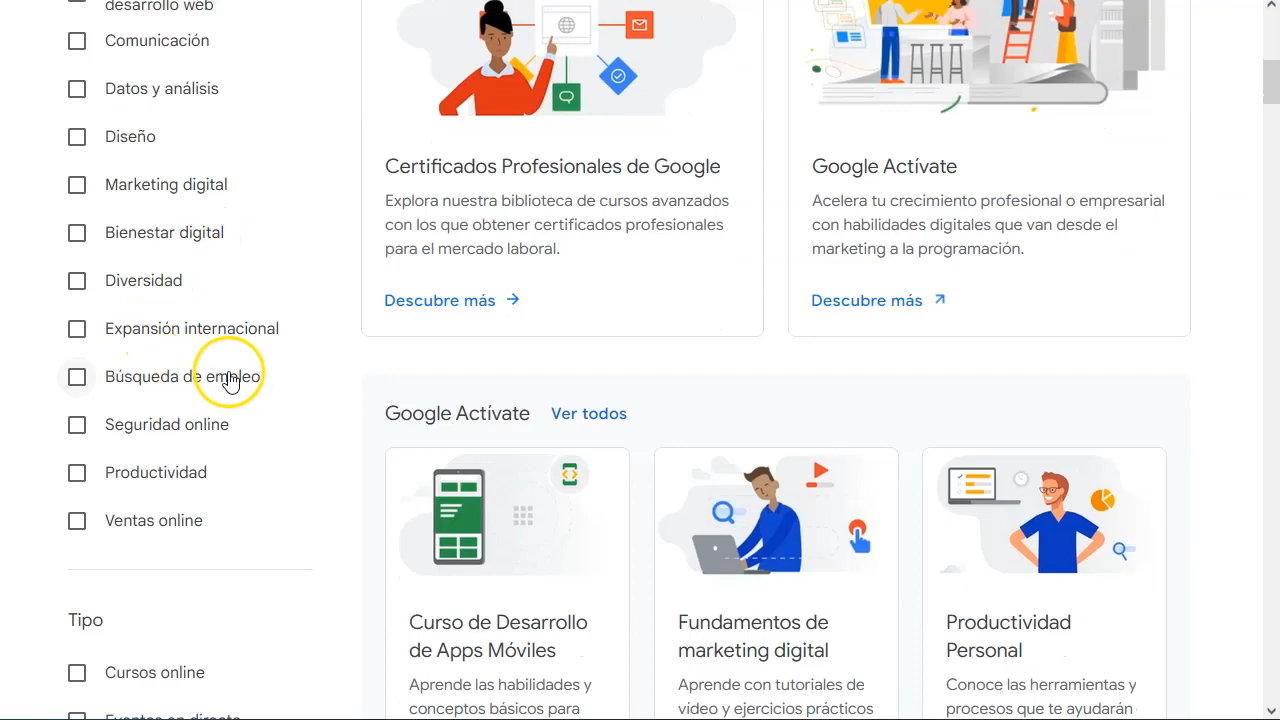 desarrollo web
Comunicación
Datos y análisis
Diseño
Marketing digital
Bienestar digital
Diversidad
Expansión internacional
Búsqueda de empleo
Seguridad online
Productividad
Ventas online
Tipo
Cursos online
Eventos en directo
Certificados Profesionales de Google
Explora nuestra biblioteca de cursos avanzados
con los que obtener certificados profesionales
para el mercado laboral.
Descubre más
Google Actívate
Acelera tu crecimiento profesional o empresarial
con habilidades digitales que van desde el
marketing a la programación.
Descubre más
Google Actívate Ver todos
Curso de Desarrollo
de Apps Móviles
Aprende las habilidades y
conceptos básicos para
Fundamentos de
marketing digital
Aprende con tutoriales de
video y ejercicios prácticos
Productividad
Personal
Conoce las herramientas y
procesos que te ayudarán